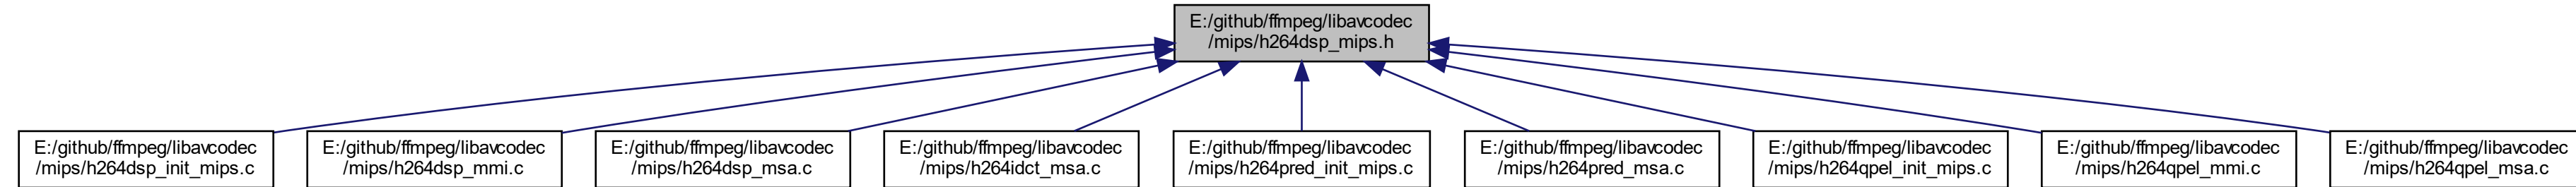 E:/github/ffmpeg/libavcodec
/mips/h264dsp_mips.h
E:/github/ffmpeg/libavcodec
/mips/h264dsp_init_mips.c
E:/github/ffmpeg/libavcodec
/mips/h264dsp_mmi.c
E:/github/ffmpeg/libavcodec
/mips/h264dsp_msa.c
E:/github/ffmpeg/libavcodec
/mips/h264idct_msa.c
E:/github/ffmpeg/libavcodec
/mips/h264pred_init_mips.c
E:/github/ffmpeg/libavcodec
/mips/h264pred_msa.c
E:/github/ffmpeg/libavcodec
/mips/h264qpel_init_mips.c
E:/github/ffmpeg/libavcodec
/mips/h264qpel_mmi.c
E:/github/ffmpeg/libavcodec
/mips/h264qpel_msa.c